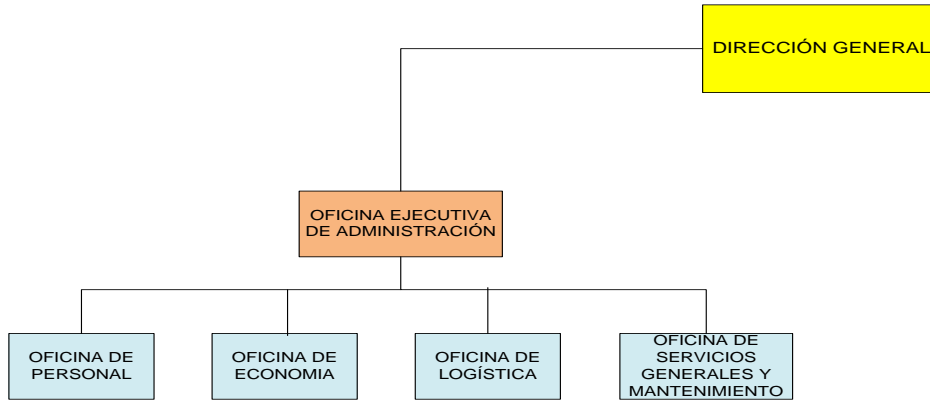 DIRECCIÓN GENERAL
OFICINA EJECUTIVA
DE ADMINISTRACIÓN
OFICINA DE
PERSONAL
OFICINA DE
ECONOMIA
OFICINA DE
LOGÍSTICA
OFICINA DE
SERVICIOS
GENERALES Y
MANTENIMIENTO